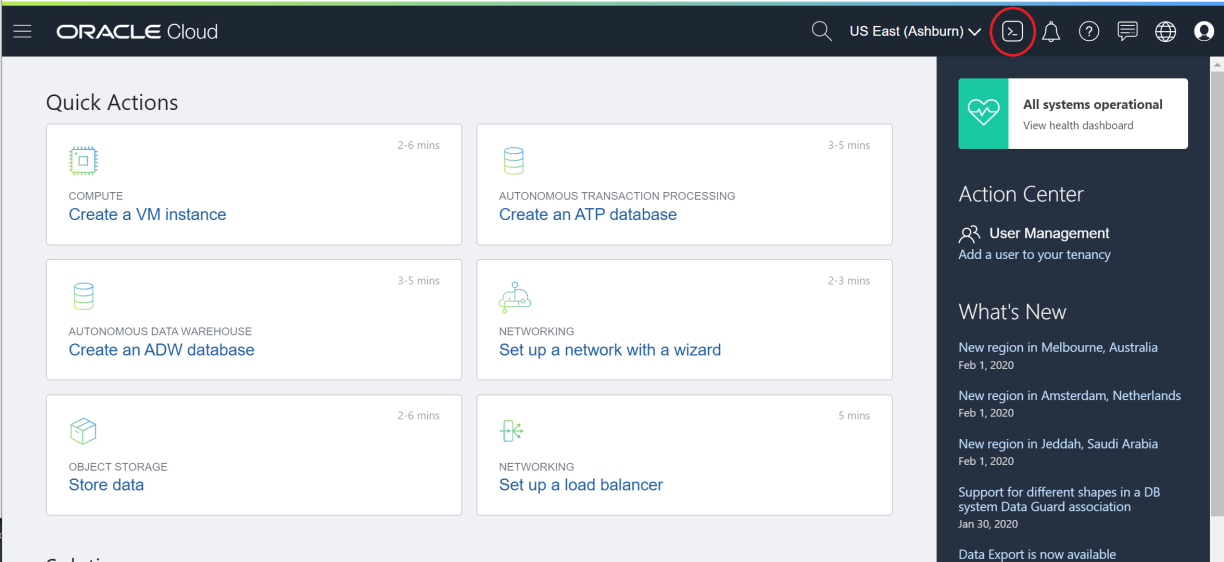 ORACLE Cloud
US East (Ashburn)
Quick Actions
2-6 mins
COMPUTE
Create a VM instance
3-5 mins
AUTONOMOUS TRANSACTION PROCESSING
Create an ATP database
3-5 mins
AUTONOMOUS DATA WAREHOUSE
Create an ADW database
2-3 mins
NETWORKING
Set up a network with a wizard
2-6 mins
OBJECT STORAGE
Store data
5 mins
NETWORKING
Set up a load balancer
All systems operational
View health dashboard
Action Center
User Management
Add a user to your tenancy
What's New
New region in Melbourne, Australia
Feb 1, 2020
New region in Amsterdam, Netherlands
Feb 1, 2020
New region in Jeddah, Saudi Arabia
Feb 1, 2020
Support for different shapes in a DB
system Data Guard association
Jan 30, 2020
Data Export is now available